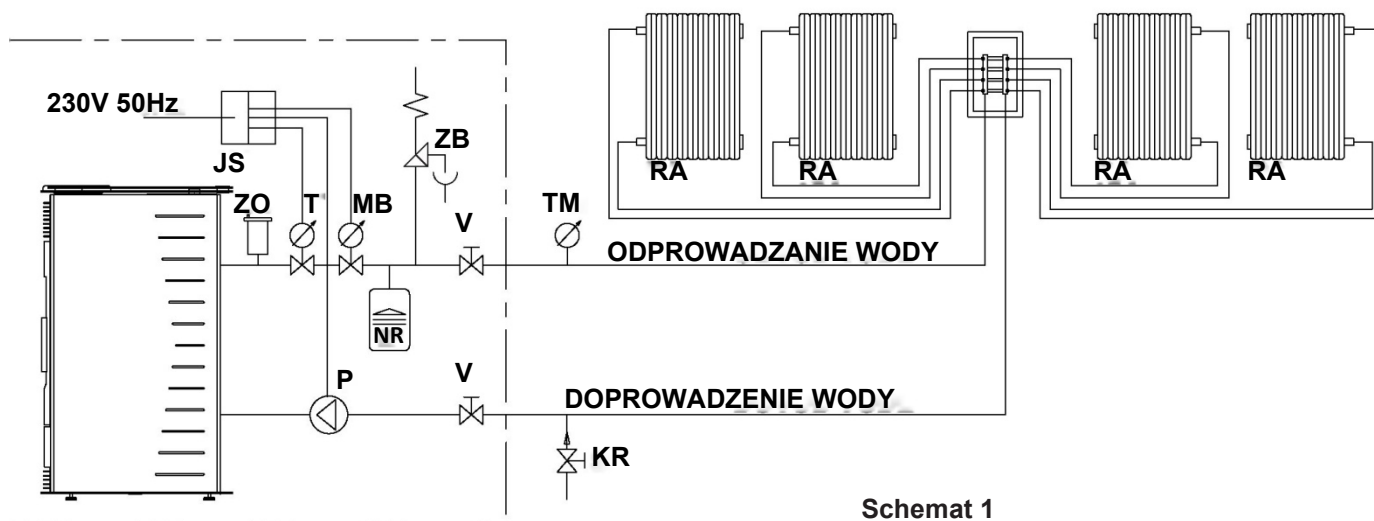 230V 50Hz
JS
ZB
RA
RA
RA
RA
ZO
T
MB
V
TM
ODPROWADZANIE WODY
NR
P
V
DOPROWADZENIE WODY
KR
Schemat 1